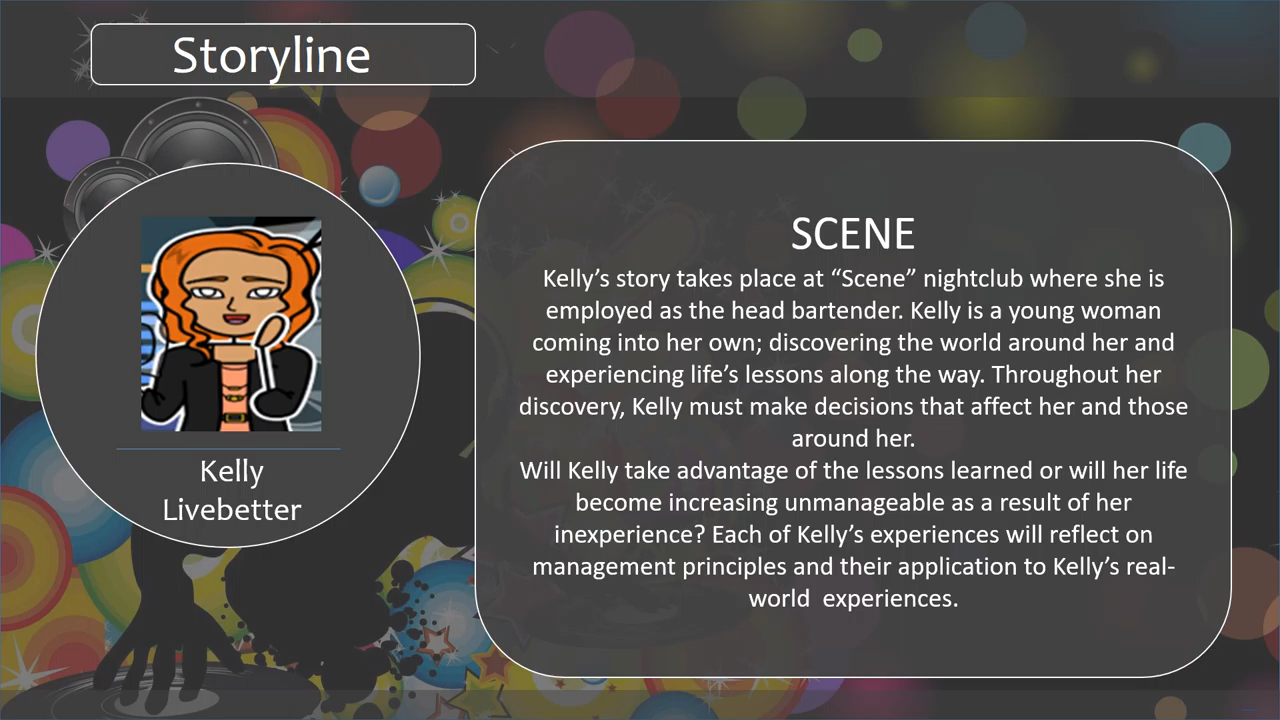 Storyline
Kelly
Livebetter
SCENE
Kelly’s story takes place at “Scene” nightclub where she is
employed as the head bartender. Kelly is a young woman
coming into her own; discovering the world around her and
experiencing life’s lessons along the way. Throughout her
discovery, Kelly must make decisions that affect her and those
around her.
Will Kelly take advantage of the lessons learned or will her life
become increasing unmanageable as a result of her
inexperience? Each of Kelly’s experiences will reflect on
management principles and their application to Kelly’s real-
world  experiences.